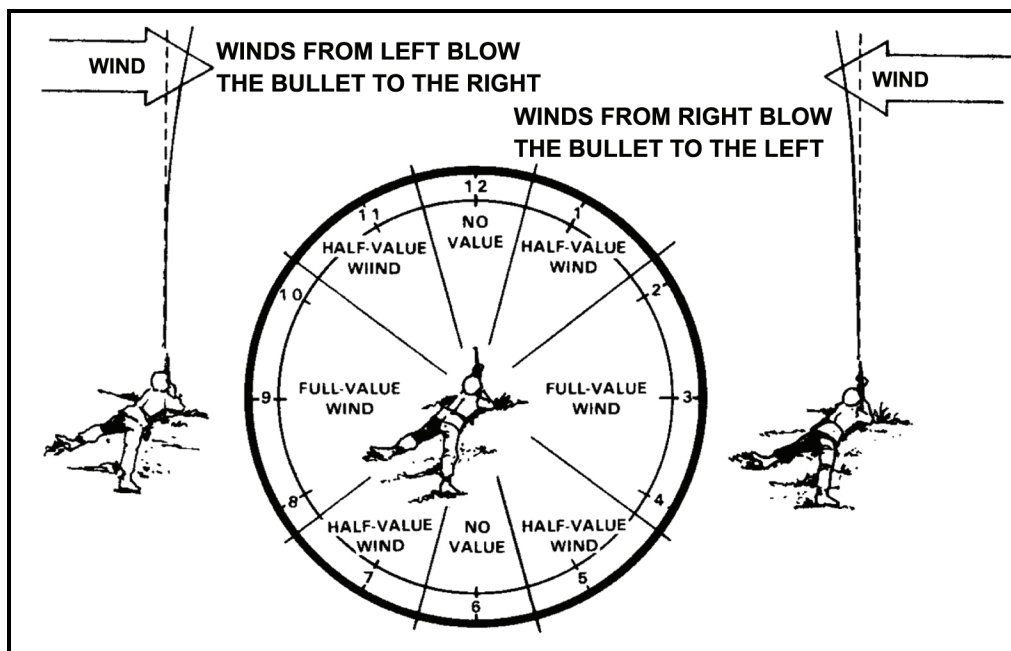 WIND
WINDS FROM LEFT BLOW
THE BULLET TO THE RIGHT
WIND
WINDS FROM RIGHT BLOW
THE BULLET TO THE LEFT
12
11
1
NO
VALUE
HALF-VALUE
WIIND
HALF-VALUE
WIND
10
2
9
FULL-VALUE
WIND
FULL-VALUE
WIND
3
8
4
HALF-VALUE
WIND
NO
VALUE
HALF-VALUE
WIND
7
5
6